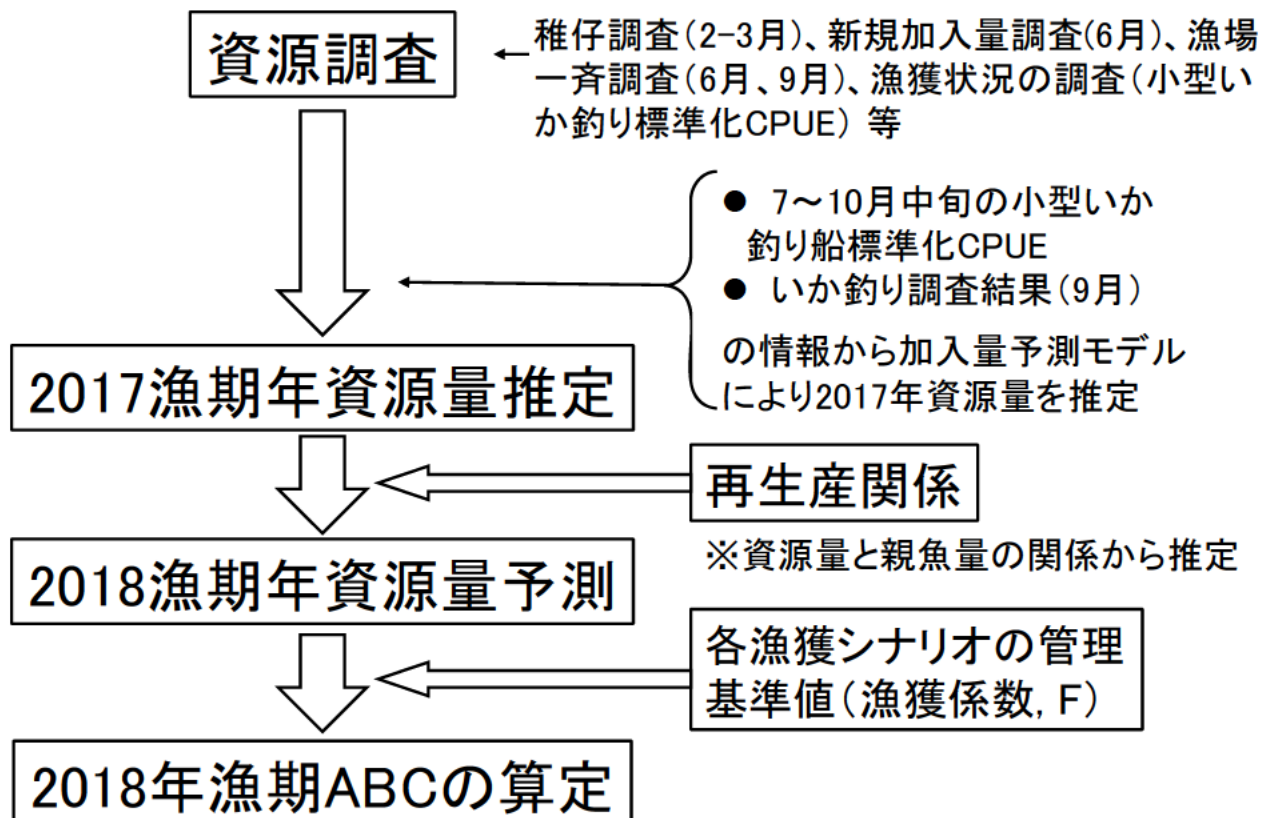 資源調査
稚仔調査(2-3月)、新規加入量調査(6月)、漁場
一斉調査(6月、9月)、漁獲状況の調査(小型い
か釣り標準化CPUE) 等
● 7～10月中旬の小型いか
釣り船標準化CPUE
● いか釣り調査結果(9月)
の情報から加入量予測モデル
により2017年資源量を推定
2017漁期年資源量推定
再生産関係
※資源量と親魚量の関係から推定
2018漁期年資源量予測
各漁獲シナリオの管理
基準値(漁獲係数, F)
2018年漁期ABCの算定